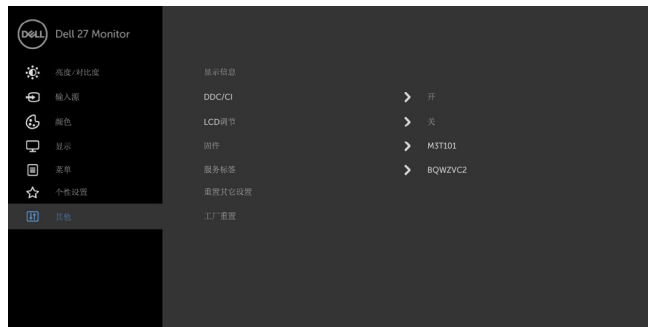 DELL Dell 27 Monitor
亮度/对比度 显示信息
输入源 DDC/CI 开
颜色 LCD调节 关
显示 固件 M3T101
菜单 服务标签 BQWZVC2
个性设置 重置其它设置
其他 工厂重置